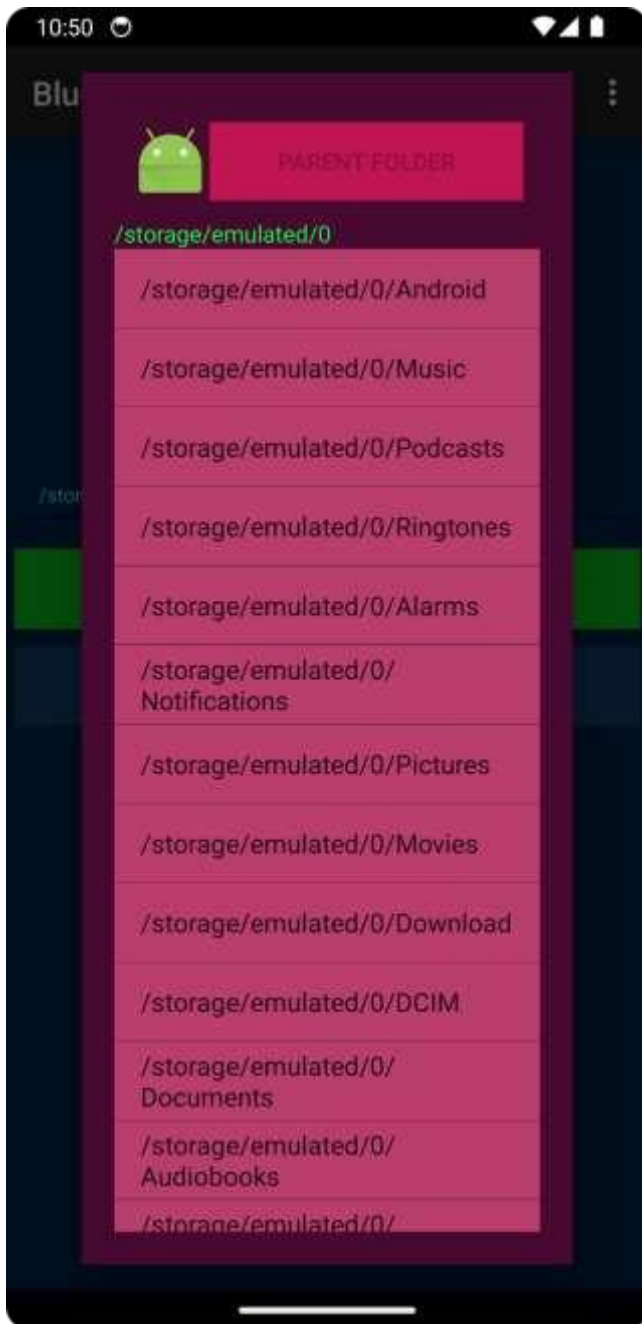 10:50
Blu
PARENT FOLDER
/storage/emulated/0
/storage/emulated/0/Android
/storage/emulated/0/Music
/storage/emulated/0/Podcasts
/stor
/storage/emulated/0/Ringtones
/storage/emulated/0/Alarms
/storage/emulated/0/
Notifications
/storage/emulated/0/Pictures
/storage/emulated/0/Movies
/storage/emulated/0/Download
/storage/emulated/0/DCIM
/storage/emulated/0/
Documents
/storage/emulated/0/
Audiobooks
/storage/emulated/0/